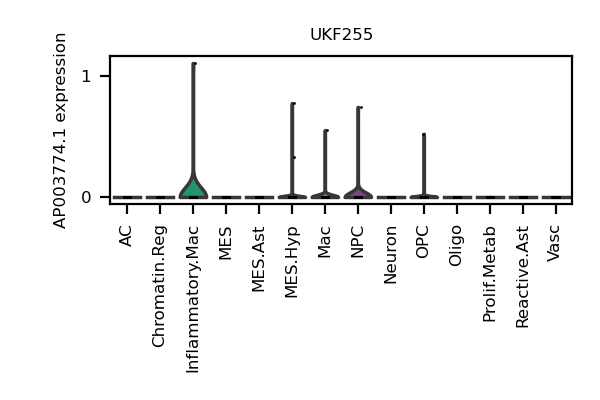 UKF255
AP003774.1 expression
1
0
AC
Chromatin.Reg
Inflammatory.Mac
MES
MES.Ast
MES.Hyp
Mac
NPC
Neuron
OPC
Oligo
Prolif.Metab
Reactive.Ast
Vasc